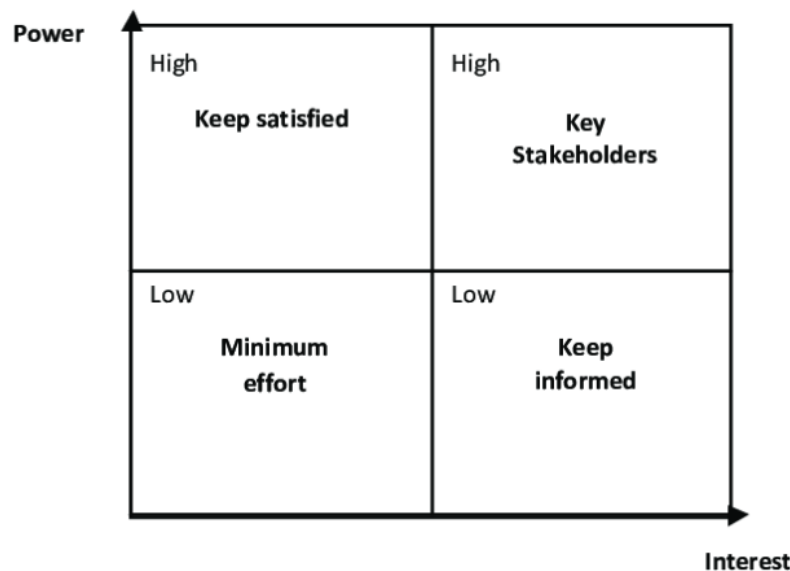 Power
High
Keep satisfied
High
Key
Stakeholders
Low
Minimum
effort
Low
Keep
informed
Interest